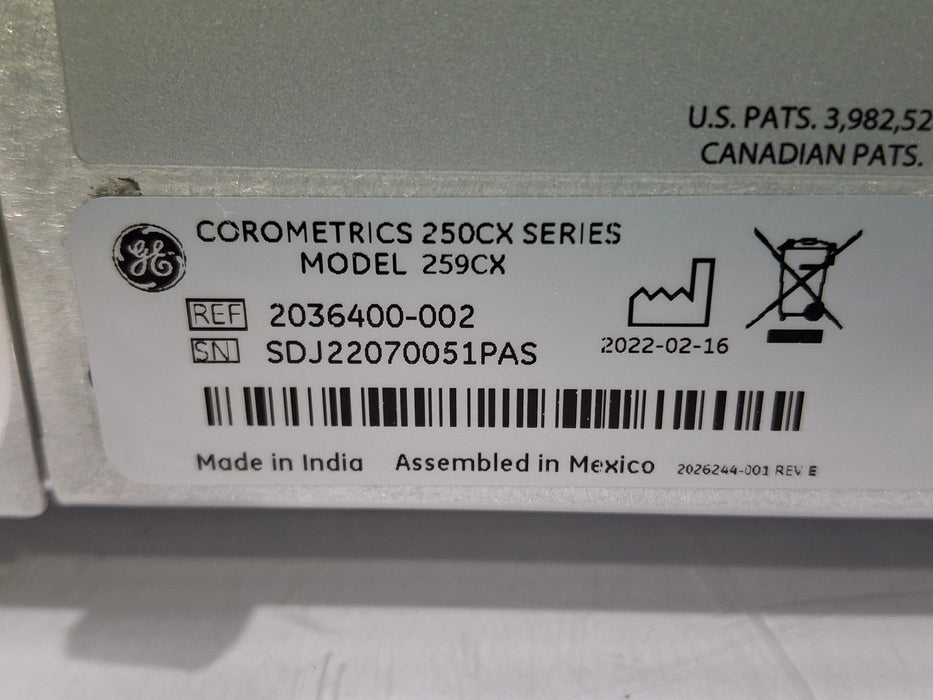 U.S. PATS. 3,982,52
CANADIAN PATS.
GE
COROMETRICS 250CX SERIES
MODEL 259CX
REF 2036400-002
SN SDJ22070051PAS
2022-02-16
Made in India Assembled in Mexico 2026244-001 REV E